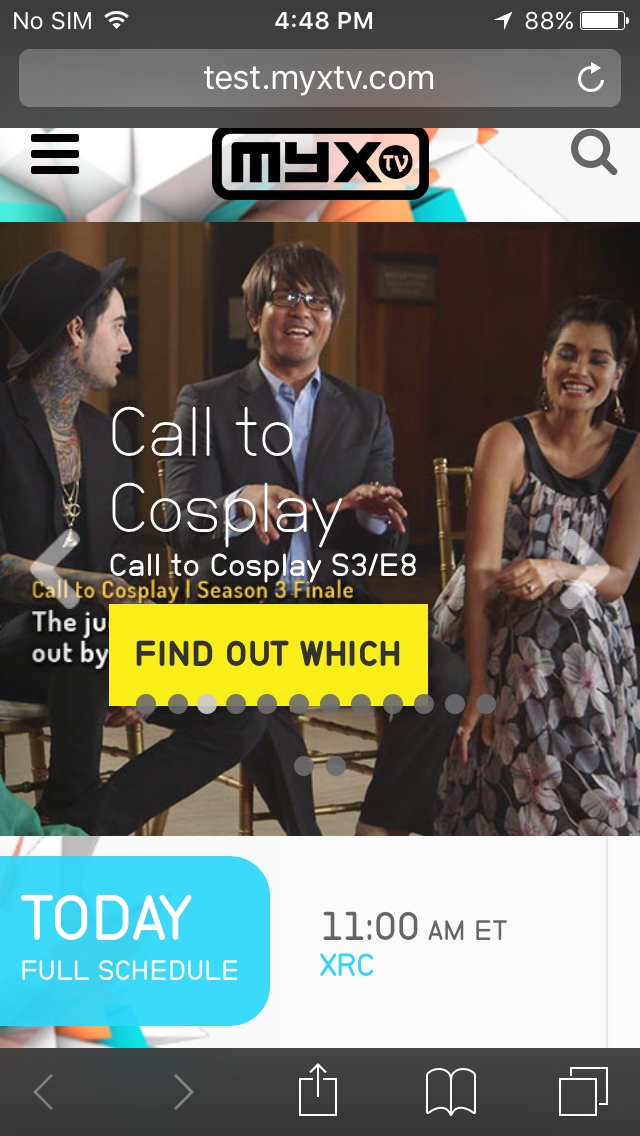 No SIM 4:48 PM 88%
test.myxtv.com
myx TV
Call to
Cosplay
Call to Cosplay S3/E8
Call to Cosplay | Season 3 Finale
The ju
out by
FIND OUT WHICH
TODAY
FULL SCHEDULE
11:00 AM ET
XRC